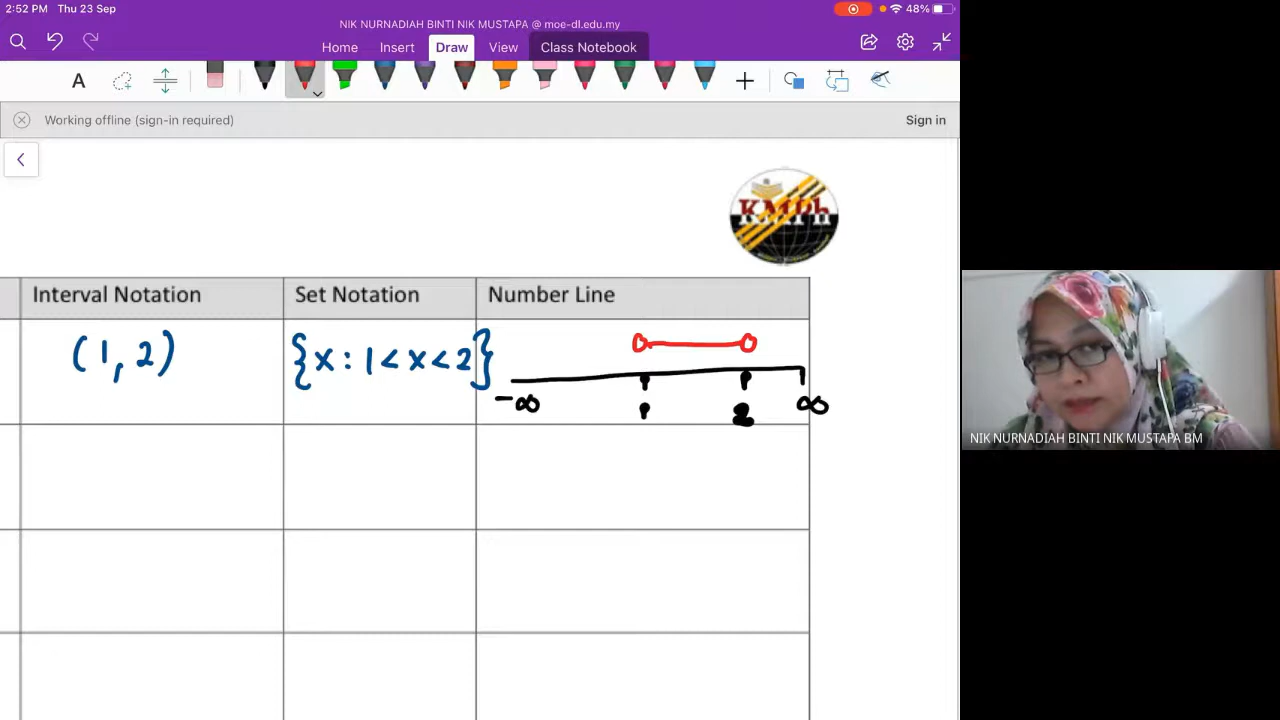 2:52 PM Thu 23 Sep
48%
NIK NURNADIAH BINTI NIK MUSTAPA @ moe-dl.edu.my
Home Insert Draw View Class Notebook
A
Working offline (sign-in required) Sign in
KMPh
Interval Notation Set Notation Number Line
(1, 2) {x : 1 < x < 2}
-∞ 1 2 ∞
NIK NURNADIAH BINTI NIK MUSTAPA BM